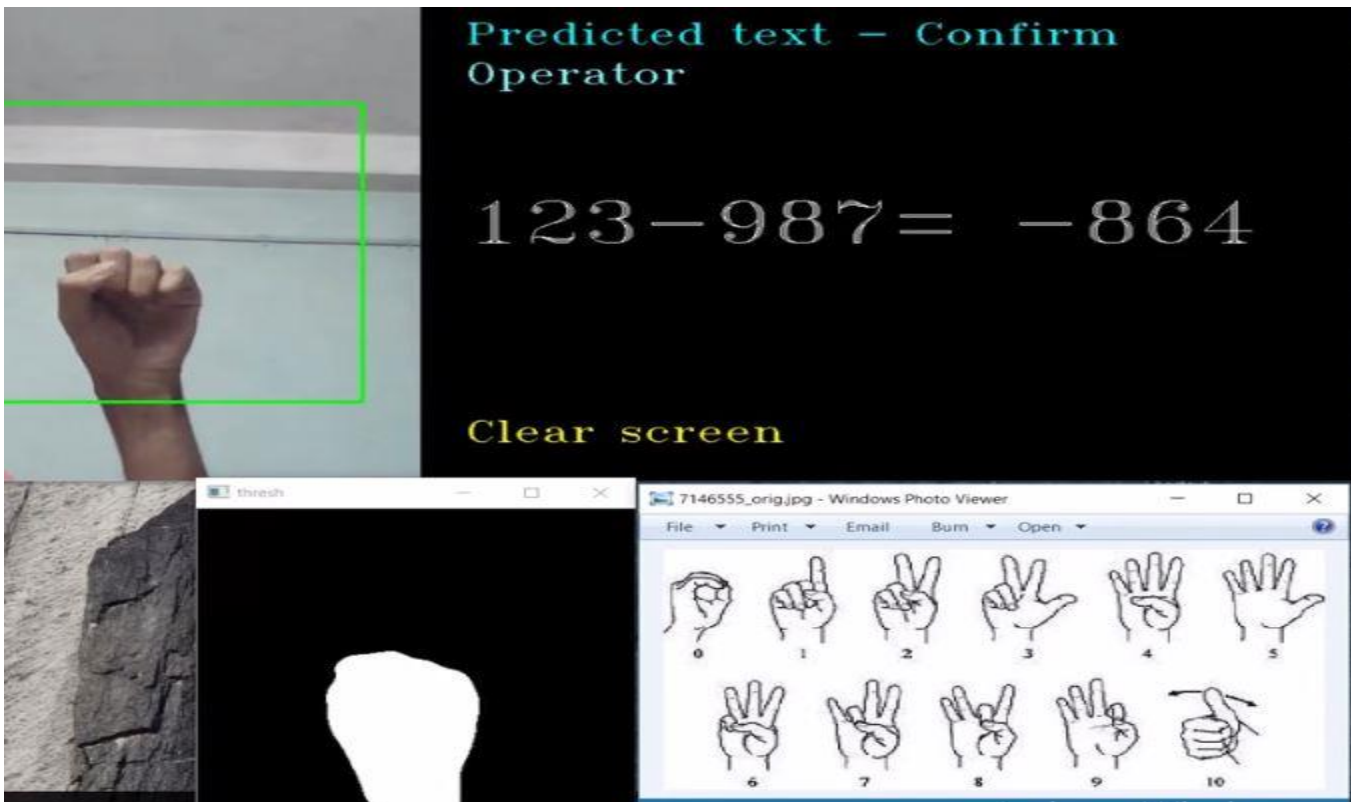 Predicted text - Confirm
Operator
123-987= -864
Clear screen
thresh
7146555_orig.jpg - Windows Photo Viewer
File Print Email Burn Open
0 1 2 3 4 5
6 7 8 9 10